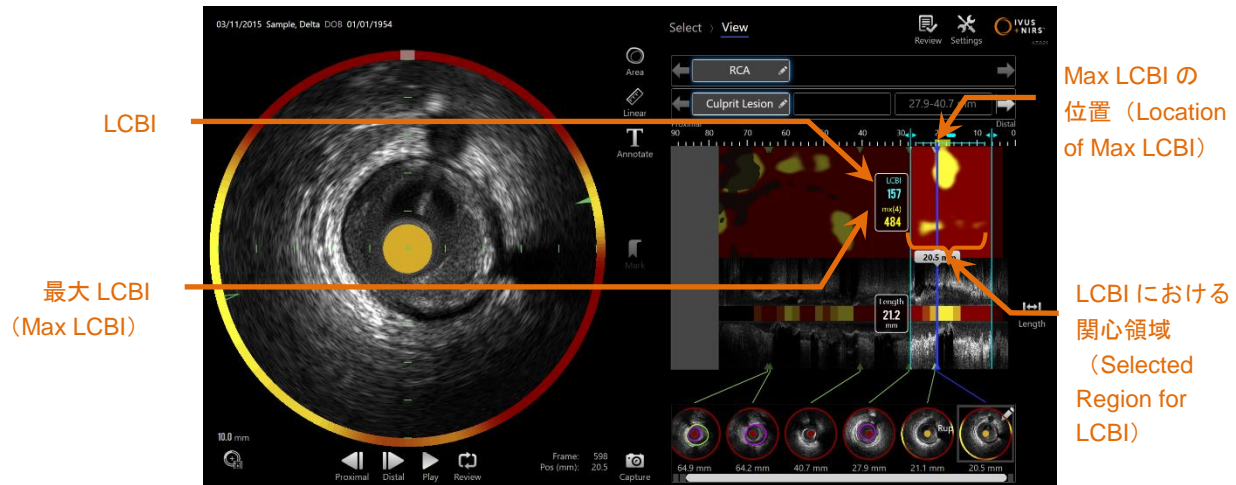 03/11/2015 Sample, Delta DOB 01/01/1954
Select > View
Review
Settings
IVUS
+NIRS
Area
Linear
T
Annotate
Mark
RCA
Culprit Lesion
27.9-40.7 mm
Proximal
Distal
90 80 70 60 50 40 30 20 10 0
LCBI
157
mx(4)
484
20.5 mm
Length
21.2
mm
Length
Rup
64.9 mm
64.2 mm
40.7 mm
27.9 mm
21.1 mm
20.5 mm
10.0 mm
Proximal
Distal
Play
Review
Frame: 598
Pos (mm): 20.5
Capture
LCBI
最大 LCBI
（Max LCBI）
Max LCBI の
位置（Location
of Max LCBI）
LCBI における
関心領域
（Selected
Region for
LCBI）